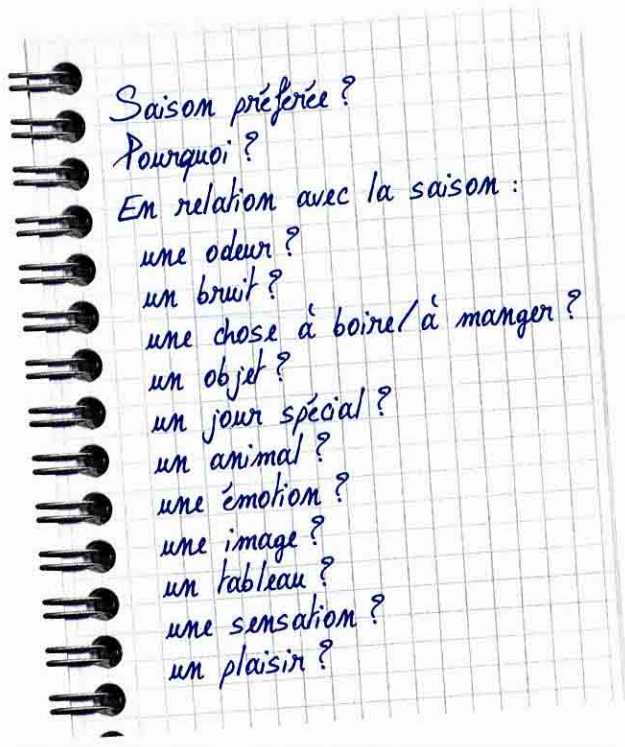 Saison préférée ?
Pourquoi ?
En relation avec la saison :
une odeur ?
un bruit ?
une chose à boire / à manger ?
un objet ?
un jour spécial ?
un animal ?
une émotion ?
une image ?
un tableau ?
une sensation ?
un plaisir ?